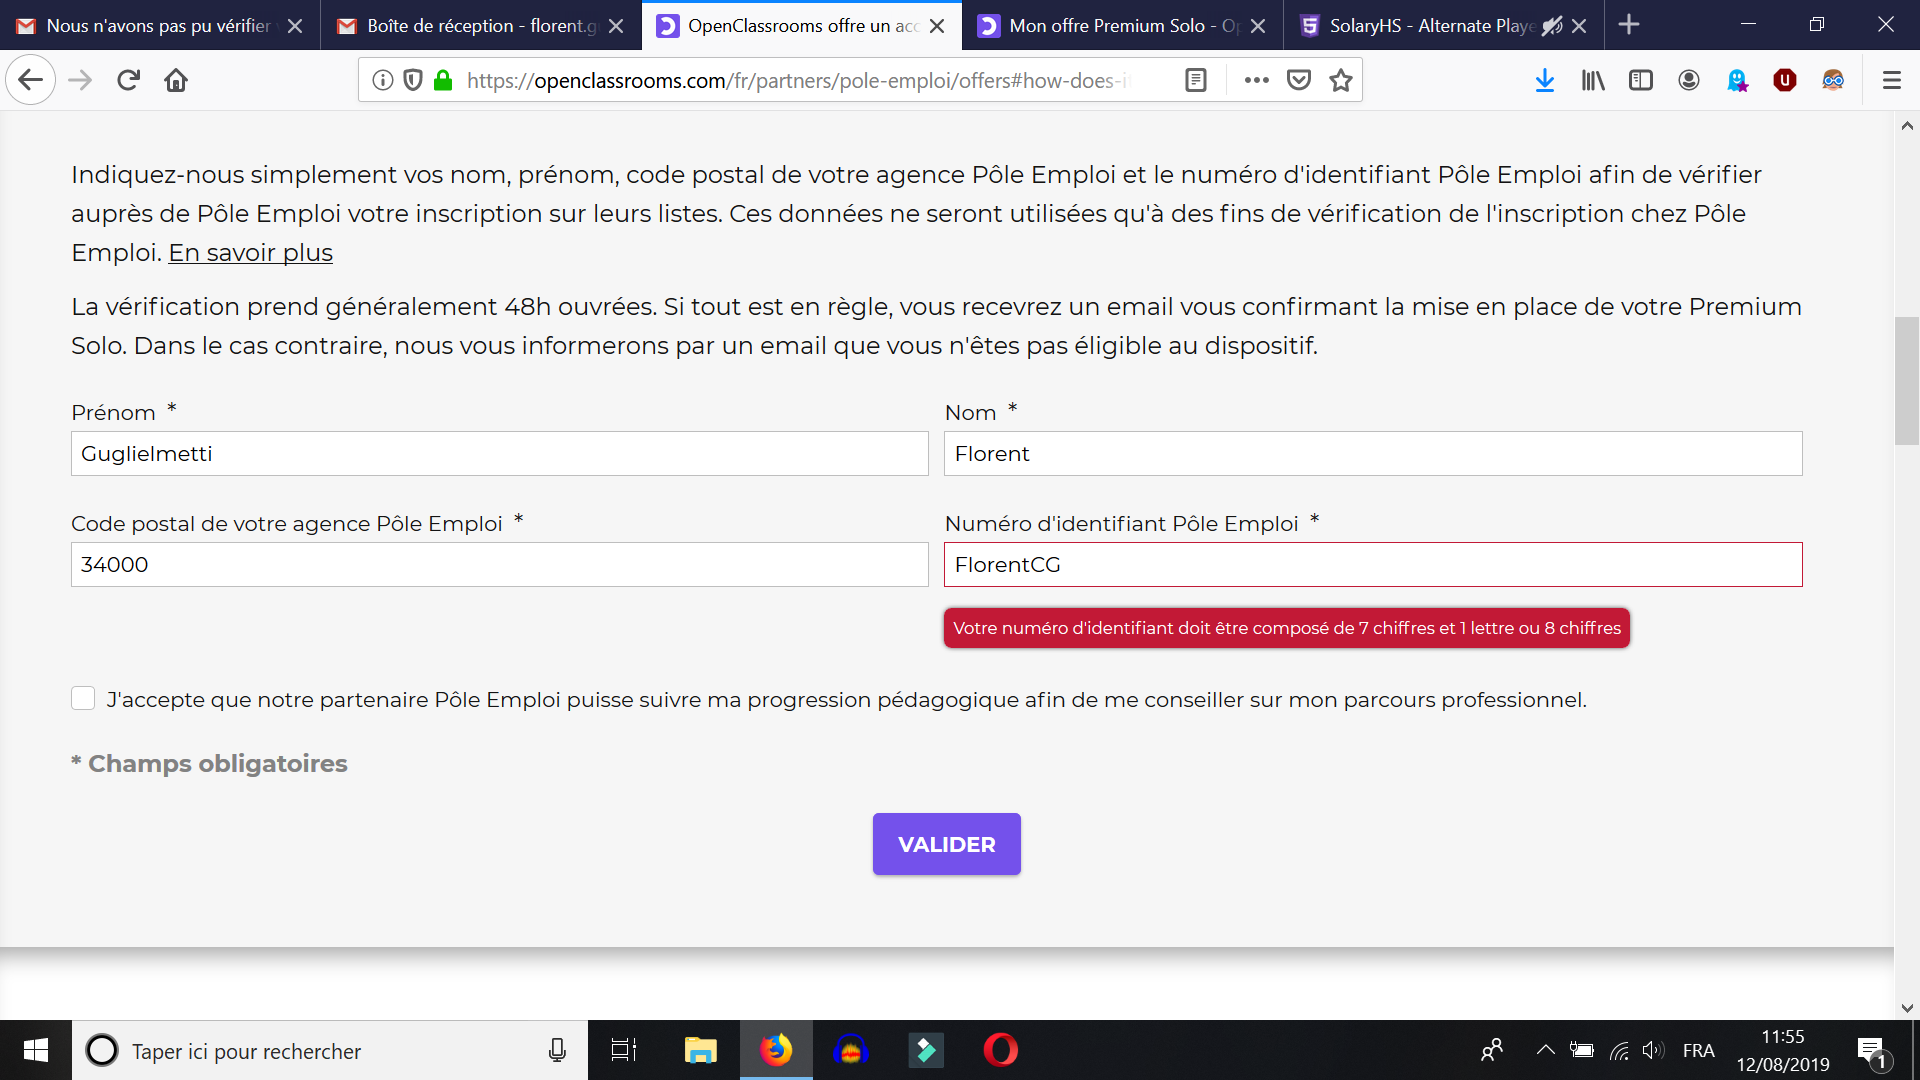 Nous n'avons pas pu vérifier
Boîte de réception - florent.g
OpenClassrooms offre un acc
Mon offre Premium Solo - Op
SolaryHS - Alternate Playe
https://openclassrooms.com/fr/partners/pole-emploi/offers#how-does-i
Indiquez-nous simplement vos nom, prénom, code postal de votre agence Pôle Emploi et le numéro d'identifiant Pôle Emploi afin de vérifier
auprès de Pôle Emploi votre inscription sur leurs listes. Ces données ne seront utilisées qu'à des fins de vérification de l'inscription chez Pôle
Emploi. En savoir plus
La vérification prend généralement 48h ouvrées. Si tout est en règle, vous recevrez un email vous confirmant la mise en place de votre Premium
Solo. Dans le cas contraire, nous vous informerons par un email que vous n'êtes pas éligible au dispositif.
Prénom *
Nom *
Guglielmetti
Florent
Code postal de votre agence Pôle Emploi *
Numéro d'identifiant Pôle Emploi *
34000
FlorentCG
Votre numéro d'identifiant doit être composé de 7 chiffres et 1 lettre ou 8 chiffres
J'accepte que notre partenaire Pôle Emploi puisse suivre ma progression pédagogique afin de me conseiller sur mon parcours professionnel.
* Champs obligatoires
VALIDER
Taper ici pour rechercher
FRA
11:55
12/08/2019
1